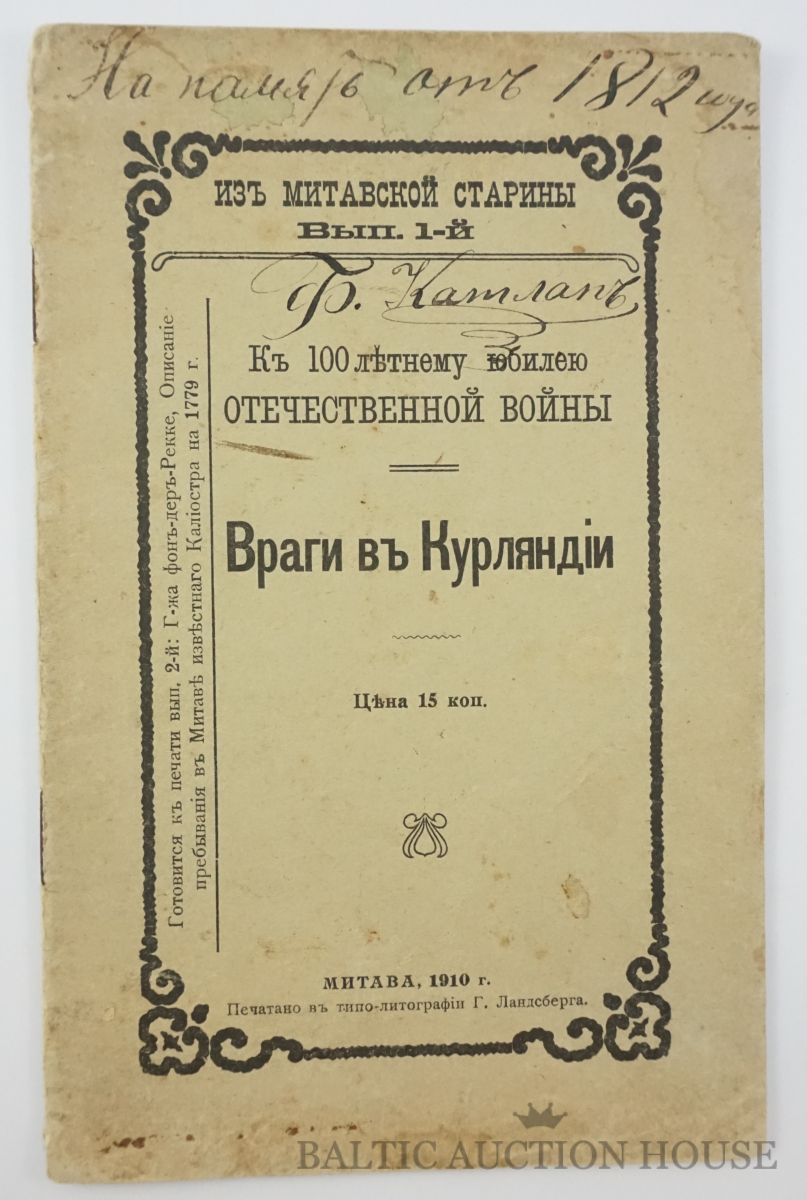 На память отъ 1812 года
ИЗЪ МИТАВСКОЙ СТАРИНЫ
Вып. 1-й
Ф. Катлапъ
Къ 100 лѣтнему юбилею
ОТЕЧЕСТВЕННОЙ ВОЙНЫ
Готовится къ печати вып. 2-й: Г-жа фонъ-деръ-Рекке, Описаніе
пребыванія въ Митавѣ извѣстнаго Каліостра на 1779 г.
Враги въ Курляндіи
Цѣна 15 коп.
МИТАВА, 1910 г.
Печатано въ типо-литографіи Г. Ландсберга.
BALTIC AUCTION HOUSE